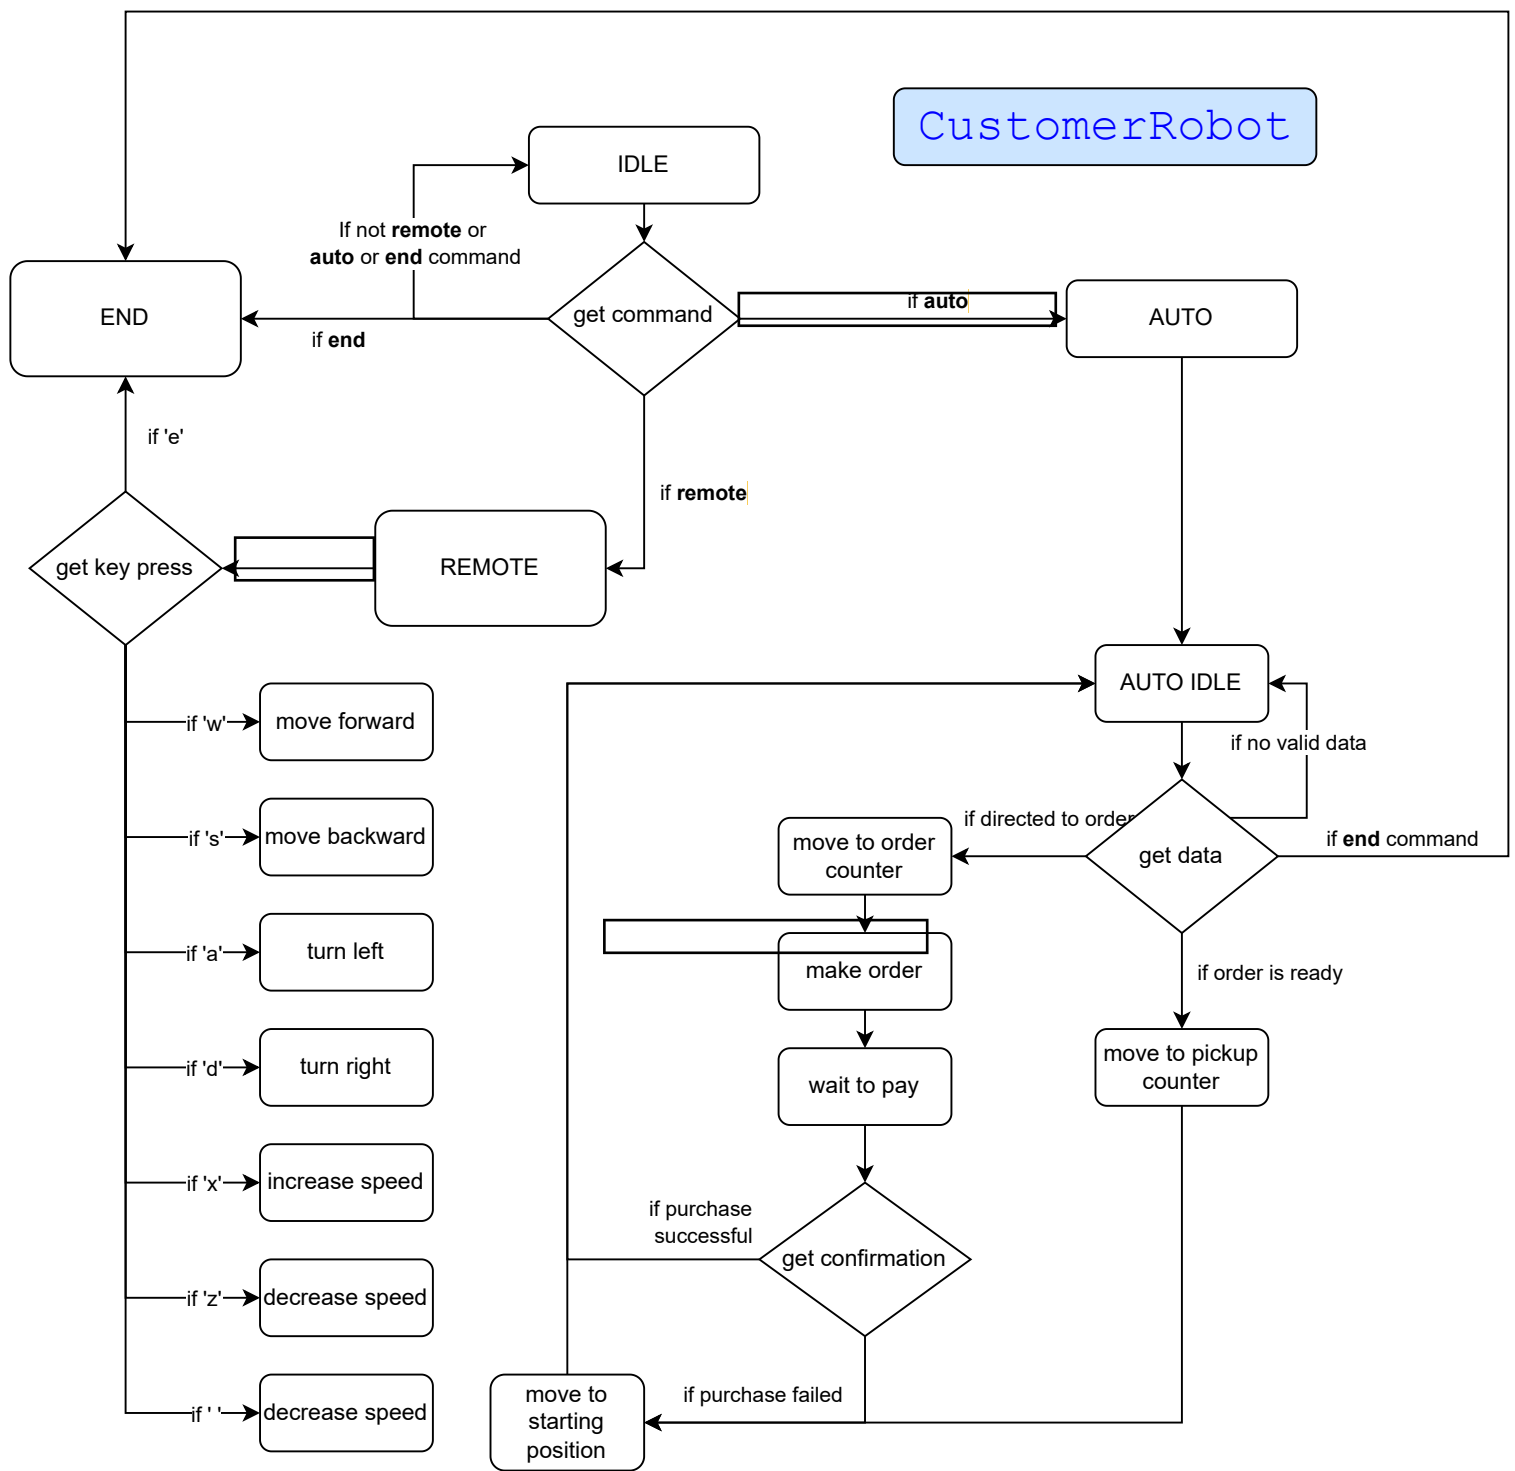 CustomerRobot
IDLE
If not remote or
auto or end command
END
get command
if auto
AUTO
if end
if 'e'
if remote
get key press
REMOTE
AUTO IDLE
if 'w'
move forward
if no valid data
if directed to order
if 's'
move backward
move to order
counter
get data
if end command
if 'a'
turn left
make order
if order is ready
if 'd'
turn right
wait to pay
move to pickup
counter
if 'x'
increase speed
if purchase
successful
get confirmation
if 'z'
decrease speed
if ' '
decrease speed
move to
starting
position
if purchase failed